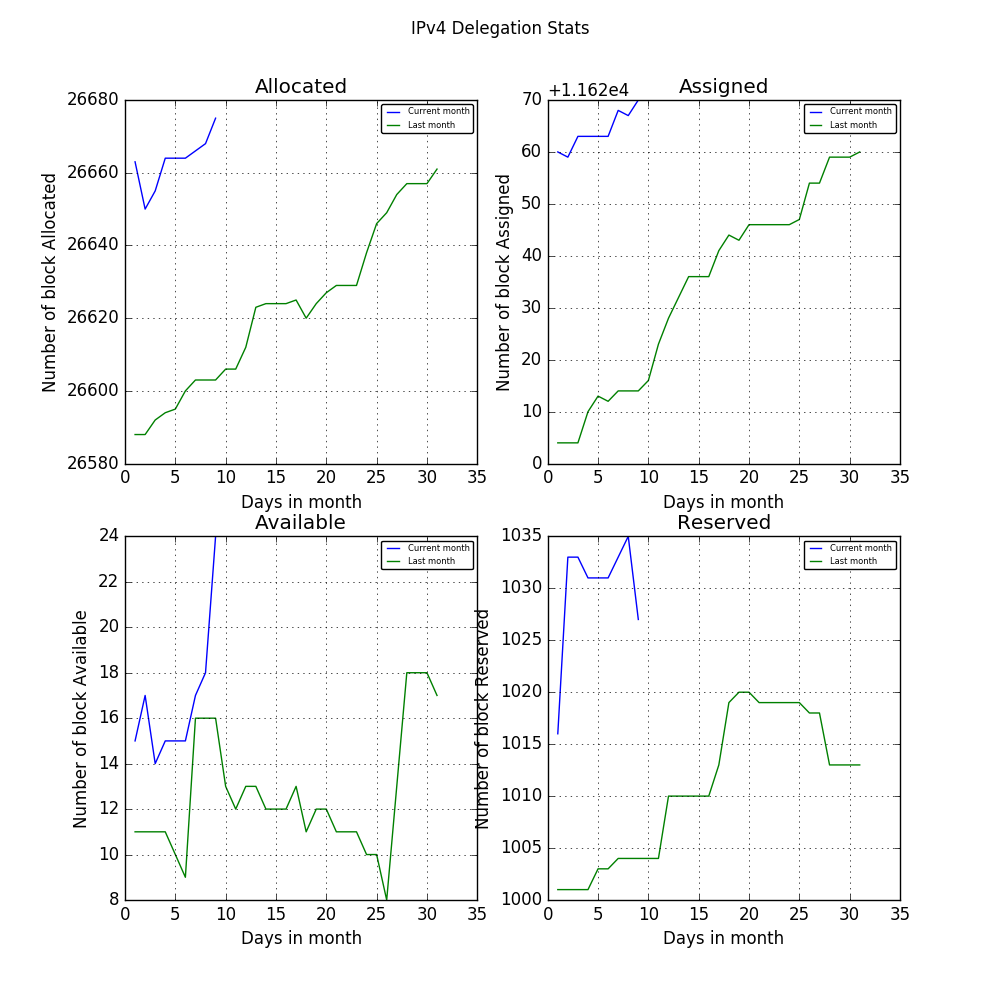 IPv4 Delegation Stats
Allocated
26680
26660
26640
26620
26600
26580
Number of block Allocated
Current month
Last month
0 5 10 15 20 25 30 35
Days in month
+1.162e4
Assigned
70
60
50
40
30
20
10
0
Number of block Assigned
Current month
Last month
0 5 10 15 20 25 30 35
Days in month
Available
24
22
20
18
16
14
12
10
8
Number of block Available
Current month
Last month
0 5 10 15 20 25 30 35
Days in month
Reserved
1035
1030
1025
1020
1015
1010
1005
1000
Number of block Reserved
Current month
Last month
0 5 10 15 20 25 30 35
Days in month